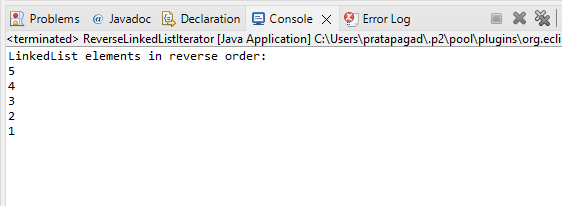 Problems @ Javadoc Declaration Console Error Log
<terminated> ReverseLinkedListIterator [Java Application] C:\Users\pratapagad\.p2\pool\plugins\org.ecli
LinkedList elements in reverse order:
5
4
3
2
1